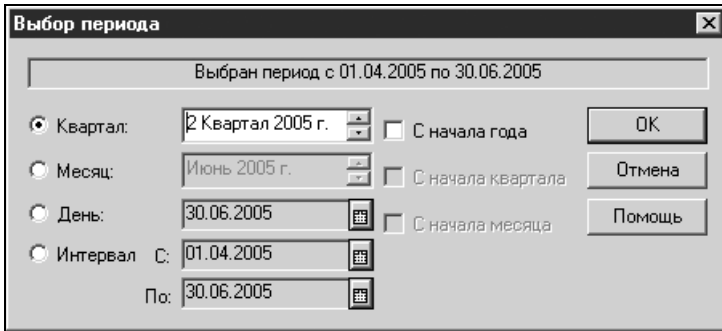 Выбор периода
Выбран период с 01.04.2005 по 30.06.2005
Квартал: 2 Квартал 2005 г. С начала года OK
Месяц: Июнь 2005 г. С начала квартала Отмена
День: 30.06.2005 С начала месяца Помощь
Интервал С: 01.04.2005
По: 30.06.2005